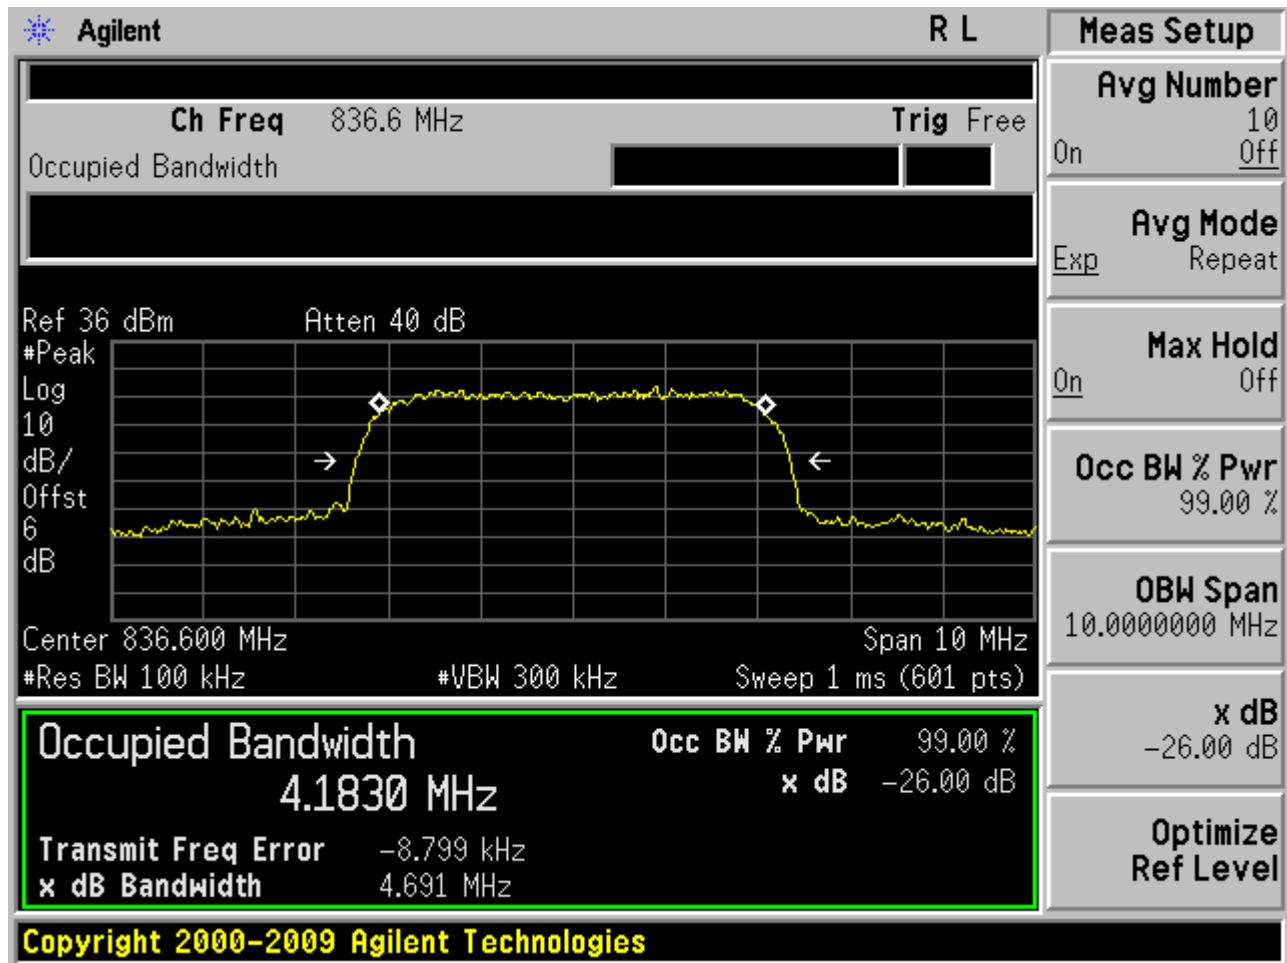 Agilent R L
Ch Freq 836.6 MHz Trig Free
Occupied Bandwidth
Ref 36 dBm Atten 40 dB
#Peak
Log
10
dB/
Offst
6
dB
Center 836.600 MHz Span 10 MHz
#Res BW 100 kHz #VBW 300 kHz Sweep 1 ms (601 pts)
Occupied Bandwidth Occ BW % Pwr 99.00 %
4.1830 MHz x dB -26.00 dB
Transmit Freq Error -8.799 kHz
x dB Bandwidth 4.691 MHz
Copyright 2000-2009 Agilent Technologies
Meas Setup
Avg Number
10
On Off
Avg Mode
Exp Repeat
Max Hold
On Off
Occ BW % Pwr
99.00 %
OBW Span
10.0000000 MHz
x dB
-26.00 dB
Optimize
Ref Level